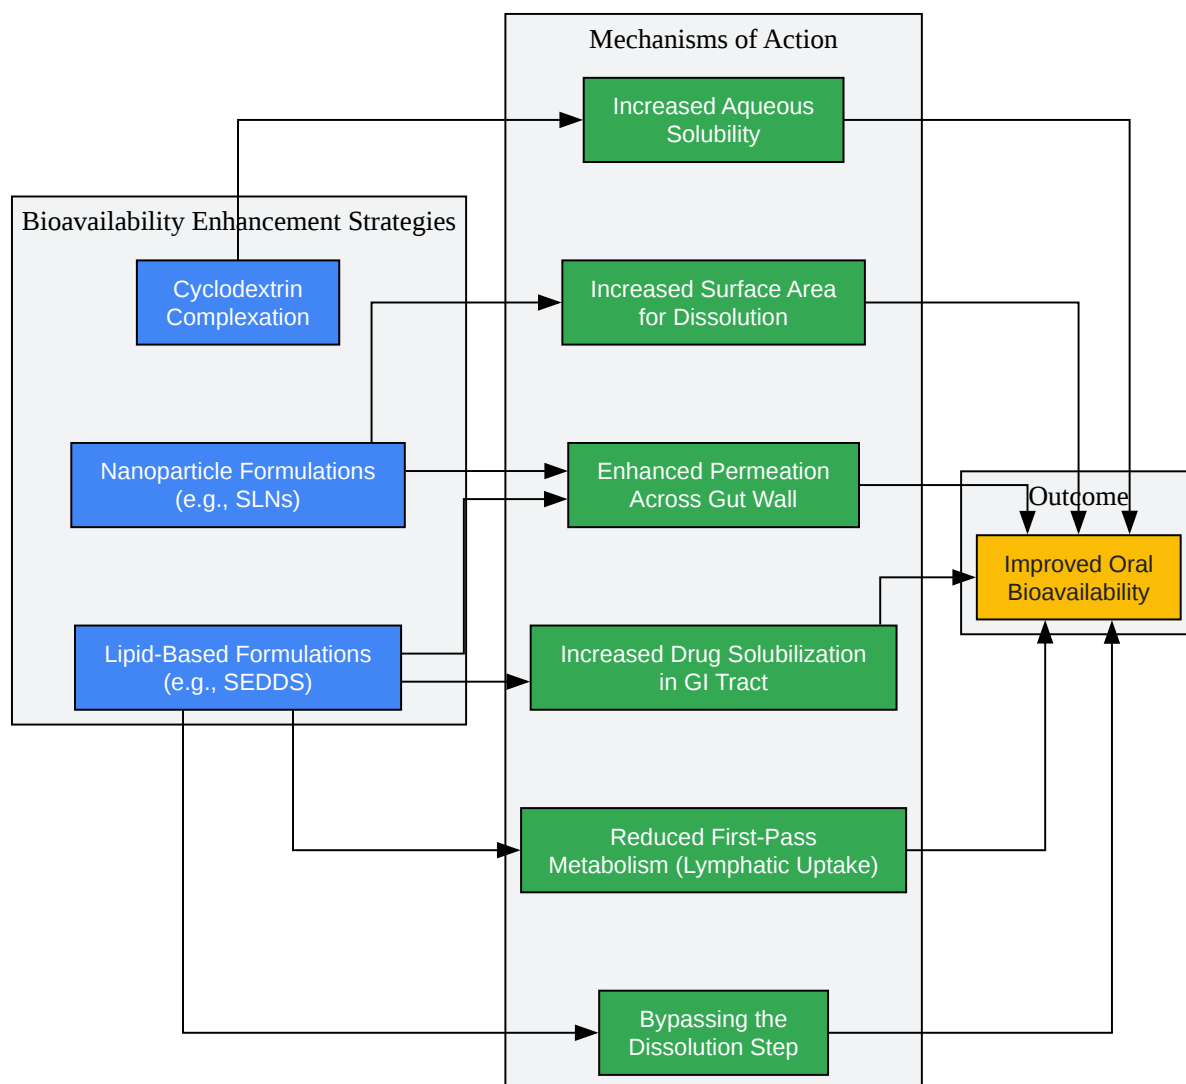 Mechanisms of Action
Increased Aqueous
Solubility
Bioavailability Enhancement Strategies
Cyclodextrin
Complexation
Increased Surface Area
for Dissolution
Nanoparticle Formulations
(e.g., SLNs)
Enhanced Permeation
Across Gut Wall
Outcome
Improved Oral
Bioavailability
Lipid-Based Formulations
(e.g., SEDDS)
Increased Drug Solubilization
in GI Tract
Reduced First-Pass
Metabolism (Lymphatic Uptake)
Bypassing the
Dissolution Step